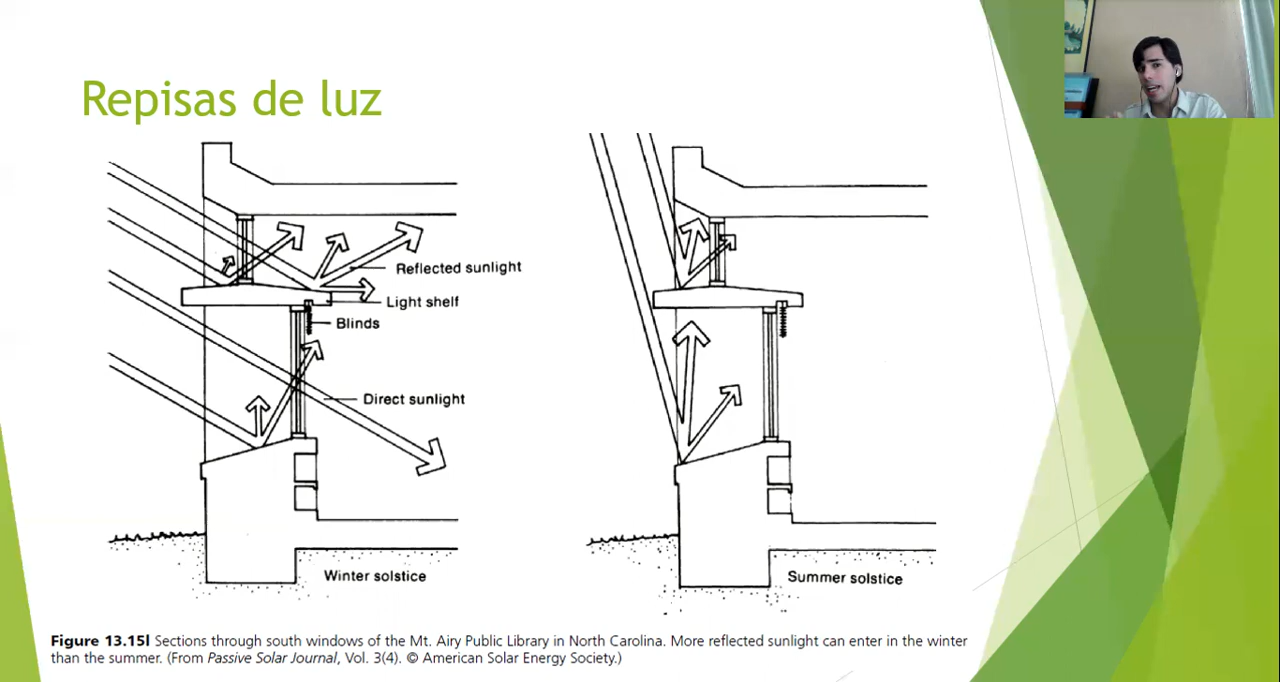 Repisas de luz
Reflected sunlight
Light shelf
Blinds
Direct sunlight
Winter solstice
Summer solstice
Figure 13.15l Sections through south windows of the Mt. Airy Public Library in North Carolina. More reflected sunlight can enter in the winter
than the summer. (From Passive Solar Journal, Vol. 3(4). © American Solar Energy Society.)